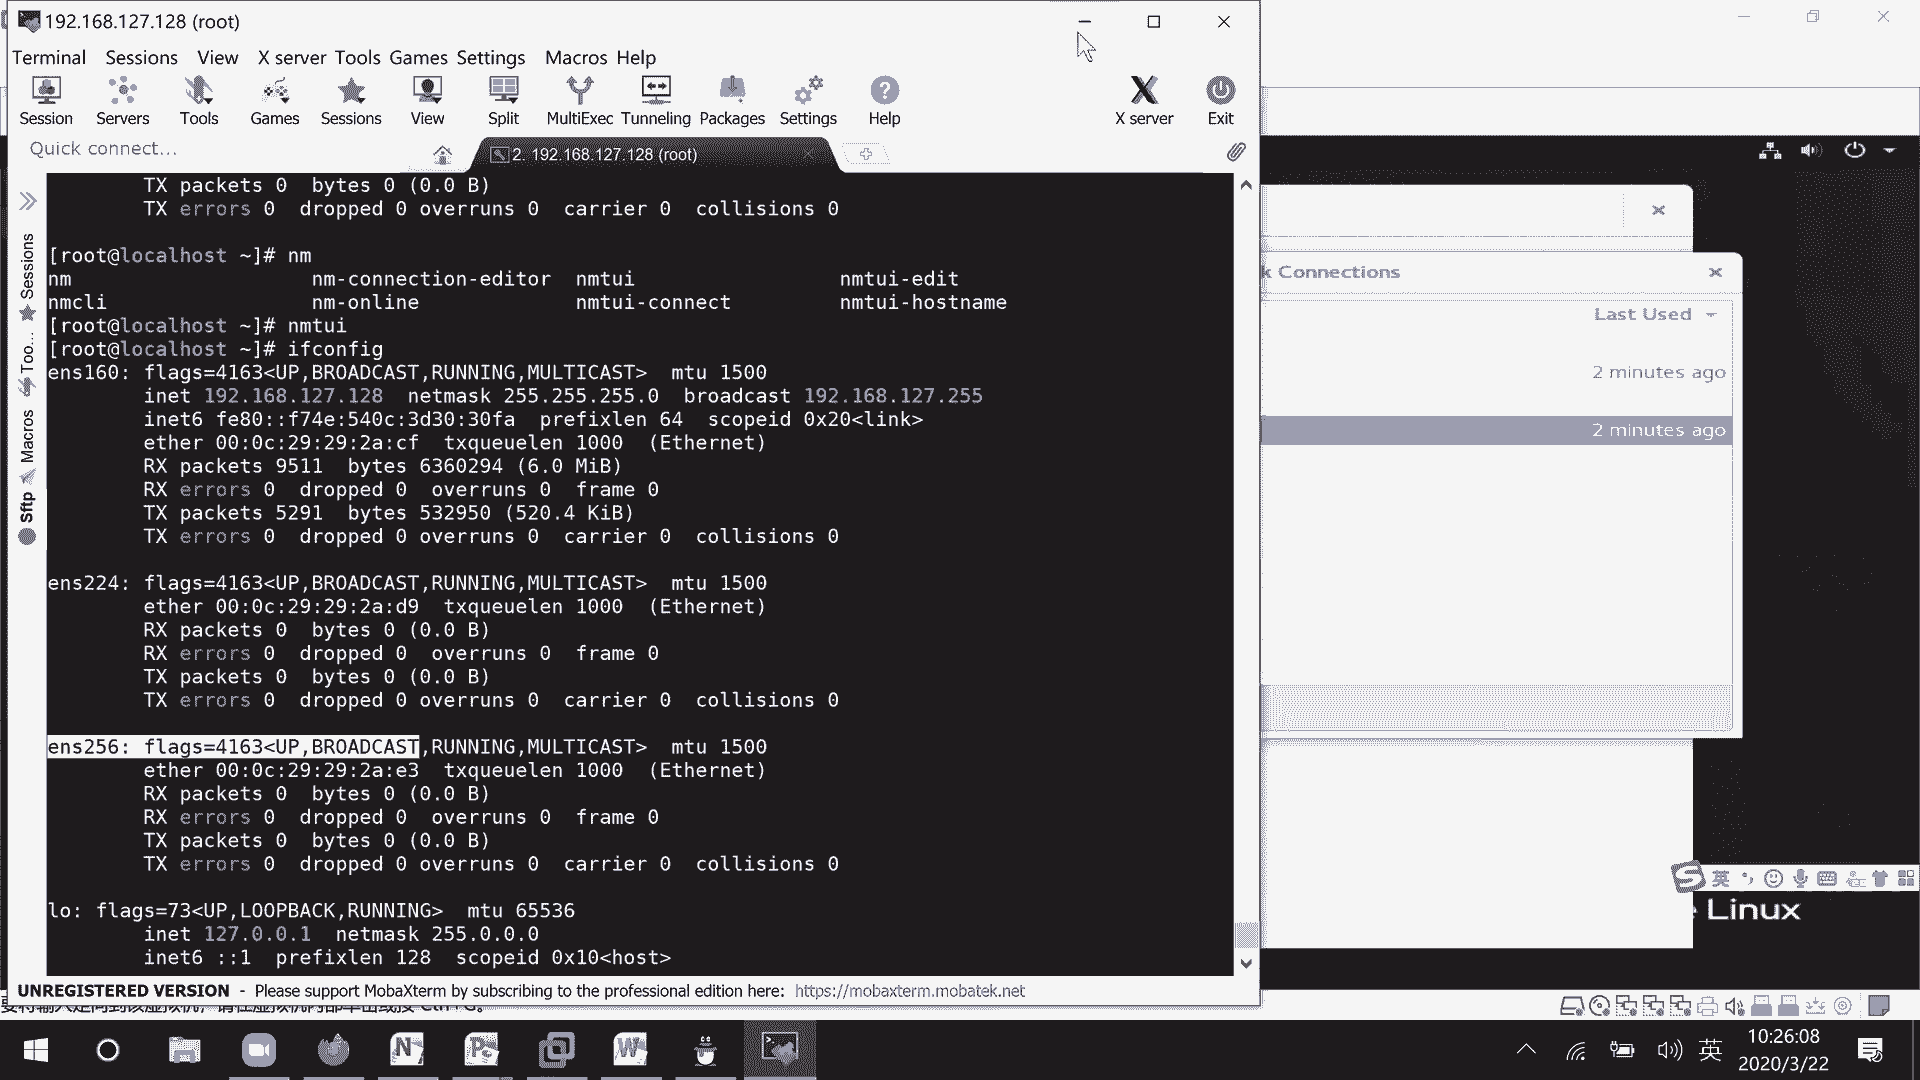 192.168.127.128 (root)
Terminal Sessions View X server Tools Games Settings Macros Help
Session Servers Tools Games Sessions View Split MultiExec Tunneling Packages Settings Help X server Exit
Quick connect...
2. 192.168.127.128 (root)
TX packets 0 bytes 0 (0.0 B)
TX errors 0 dropped 0 overruns 0 carrier 0 collisions 0
[root@localhost ~]# nm
nm nm-connection-editor nmtui nmtui-edit
nmcli nm-online nmtui-connect nmtui-hostname
[root@localhost ~]# nmtui
[root@localhost ~]# ifconfig
ens160: flags=4163<UP,BROADCAST,RUNNING,MULTICAST> mtu 1500
inet 192.168.127.128 netmask 255.255.255.0 broadcast 192.168.127.255
inet6 fe80::f74e:540c:3d30:30fa prefixlen 64 scopeid 0x20<link>
ether 00:0c:29:29:2a:cf txqueuelen 1000 (Ethernet)
RX packets 9511 bytes 6360294 (6.0 MiB)
RX errors 0 dropped 0 overruns 0 frame 0
TX packets 5291 bytes 532950 (520.4 KiB)
TX errors 0 dropped 0 overruns 0 carrier 0 collisions 0
ens224: flags=4163<UP,BROADCAST,RUNNING,MULTICAST> mtu 1500
ether 00:0c:29:29:2a:d9 txqueuelen 1000 (Ethernet)
RX packets 0 bytes 0 (0.0 B)
RX errors 0 dropped 0 overruns 0 frame 0
TX packets 0 bytes 0 (0.0 B)
TX errors 0 dropped 0 overruns 0 carrier 0 collisions 0
ens256: flags=4163<UP,BROADCAST,RUNNING,MULTICAST> mtu 1500
ether 00:0c:29:29:2a:e3 txqueuelen 1000 (Ethernet)
RX packets 0 bytes 0 (0.0 B)
RX errors 0 dropped 0 overruns 0 frame 0
TX packets 0 bytes 0 (0.0 B)
TX errors 0 dropped 0 overruns 0 carrier 0 collisions 0
lo: flags=73<UP,LOOPBACK,RUNNING> mtu 65536
inet 127.0.0.1 netmask 255.0.0.0
inet6 ::1 prefixlen 128 scopeid 0x10<host>
Sessions
Too...
Macros
Sftp
UNREGISTERED VERSION - Please support MobaXterm by subscribing to the professional edition here: https://mobaxterm.mobatek.net
k Connections
Last Used
2 minutes ago
2 minutes ago
英
Linux
英
10:26:08
2020/3/22